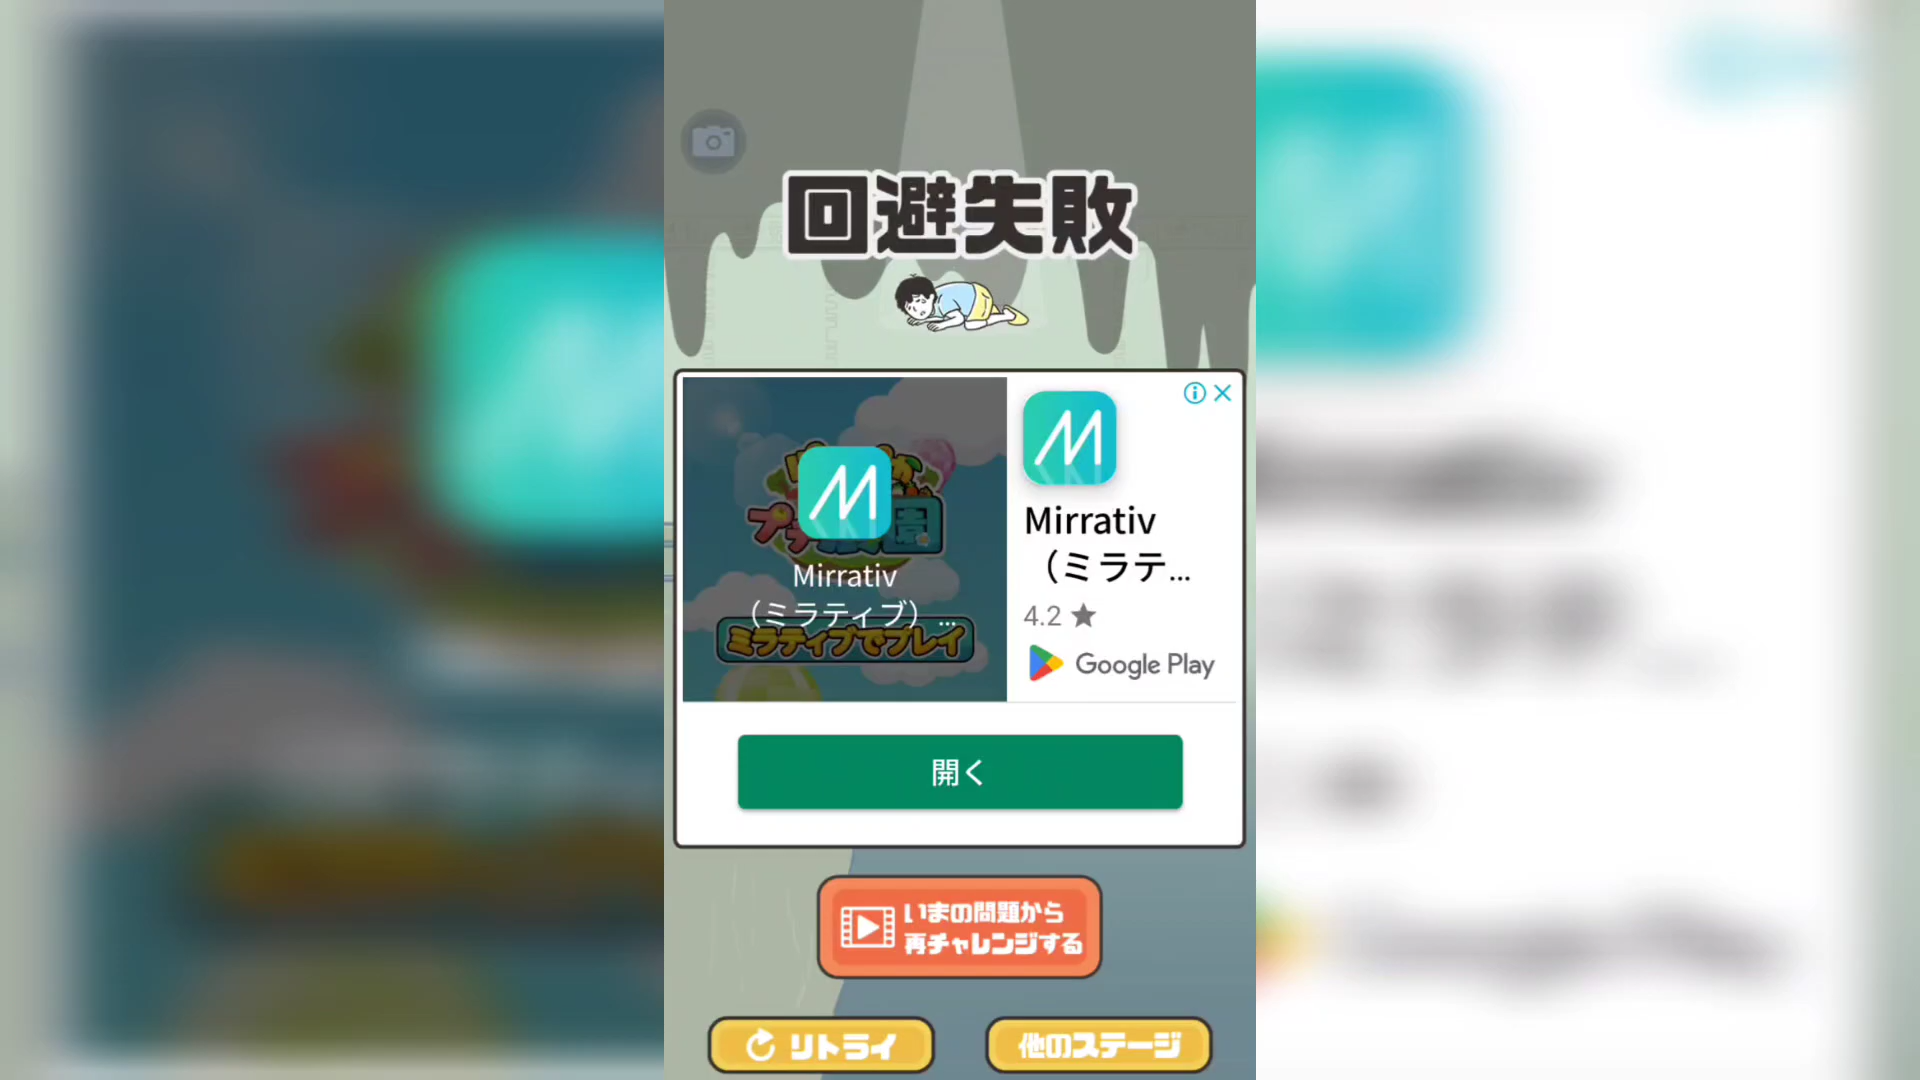 回避失敗
Mirrativ
（ミラティブ）...
ミラティブでプレイ
Mirrativ
（ミラテ...
4.2 ★
Google Play
開く
いまの問題から
再チャレンジする
リトライ
他のステージ